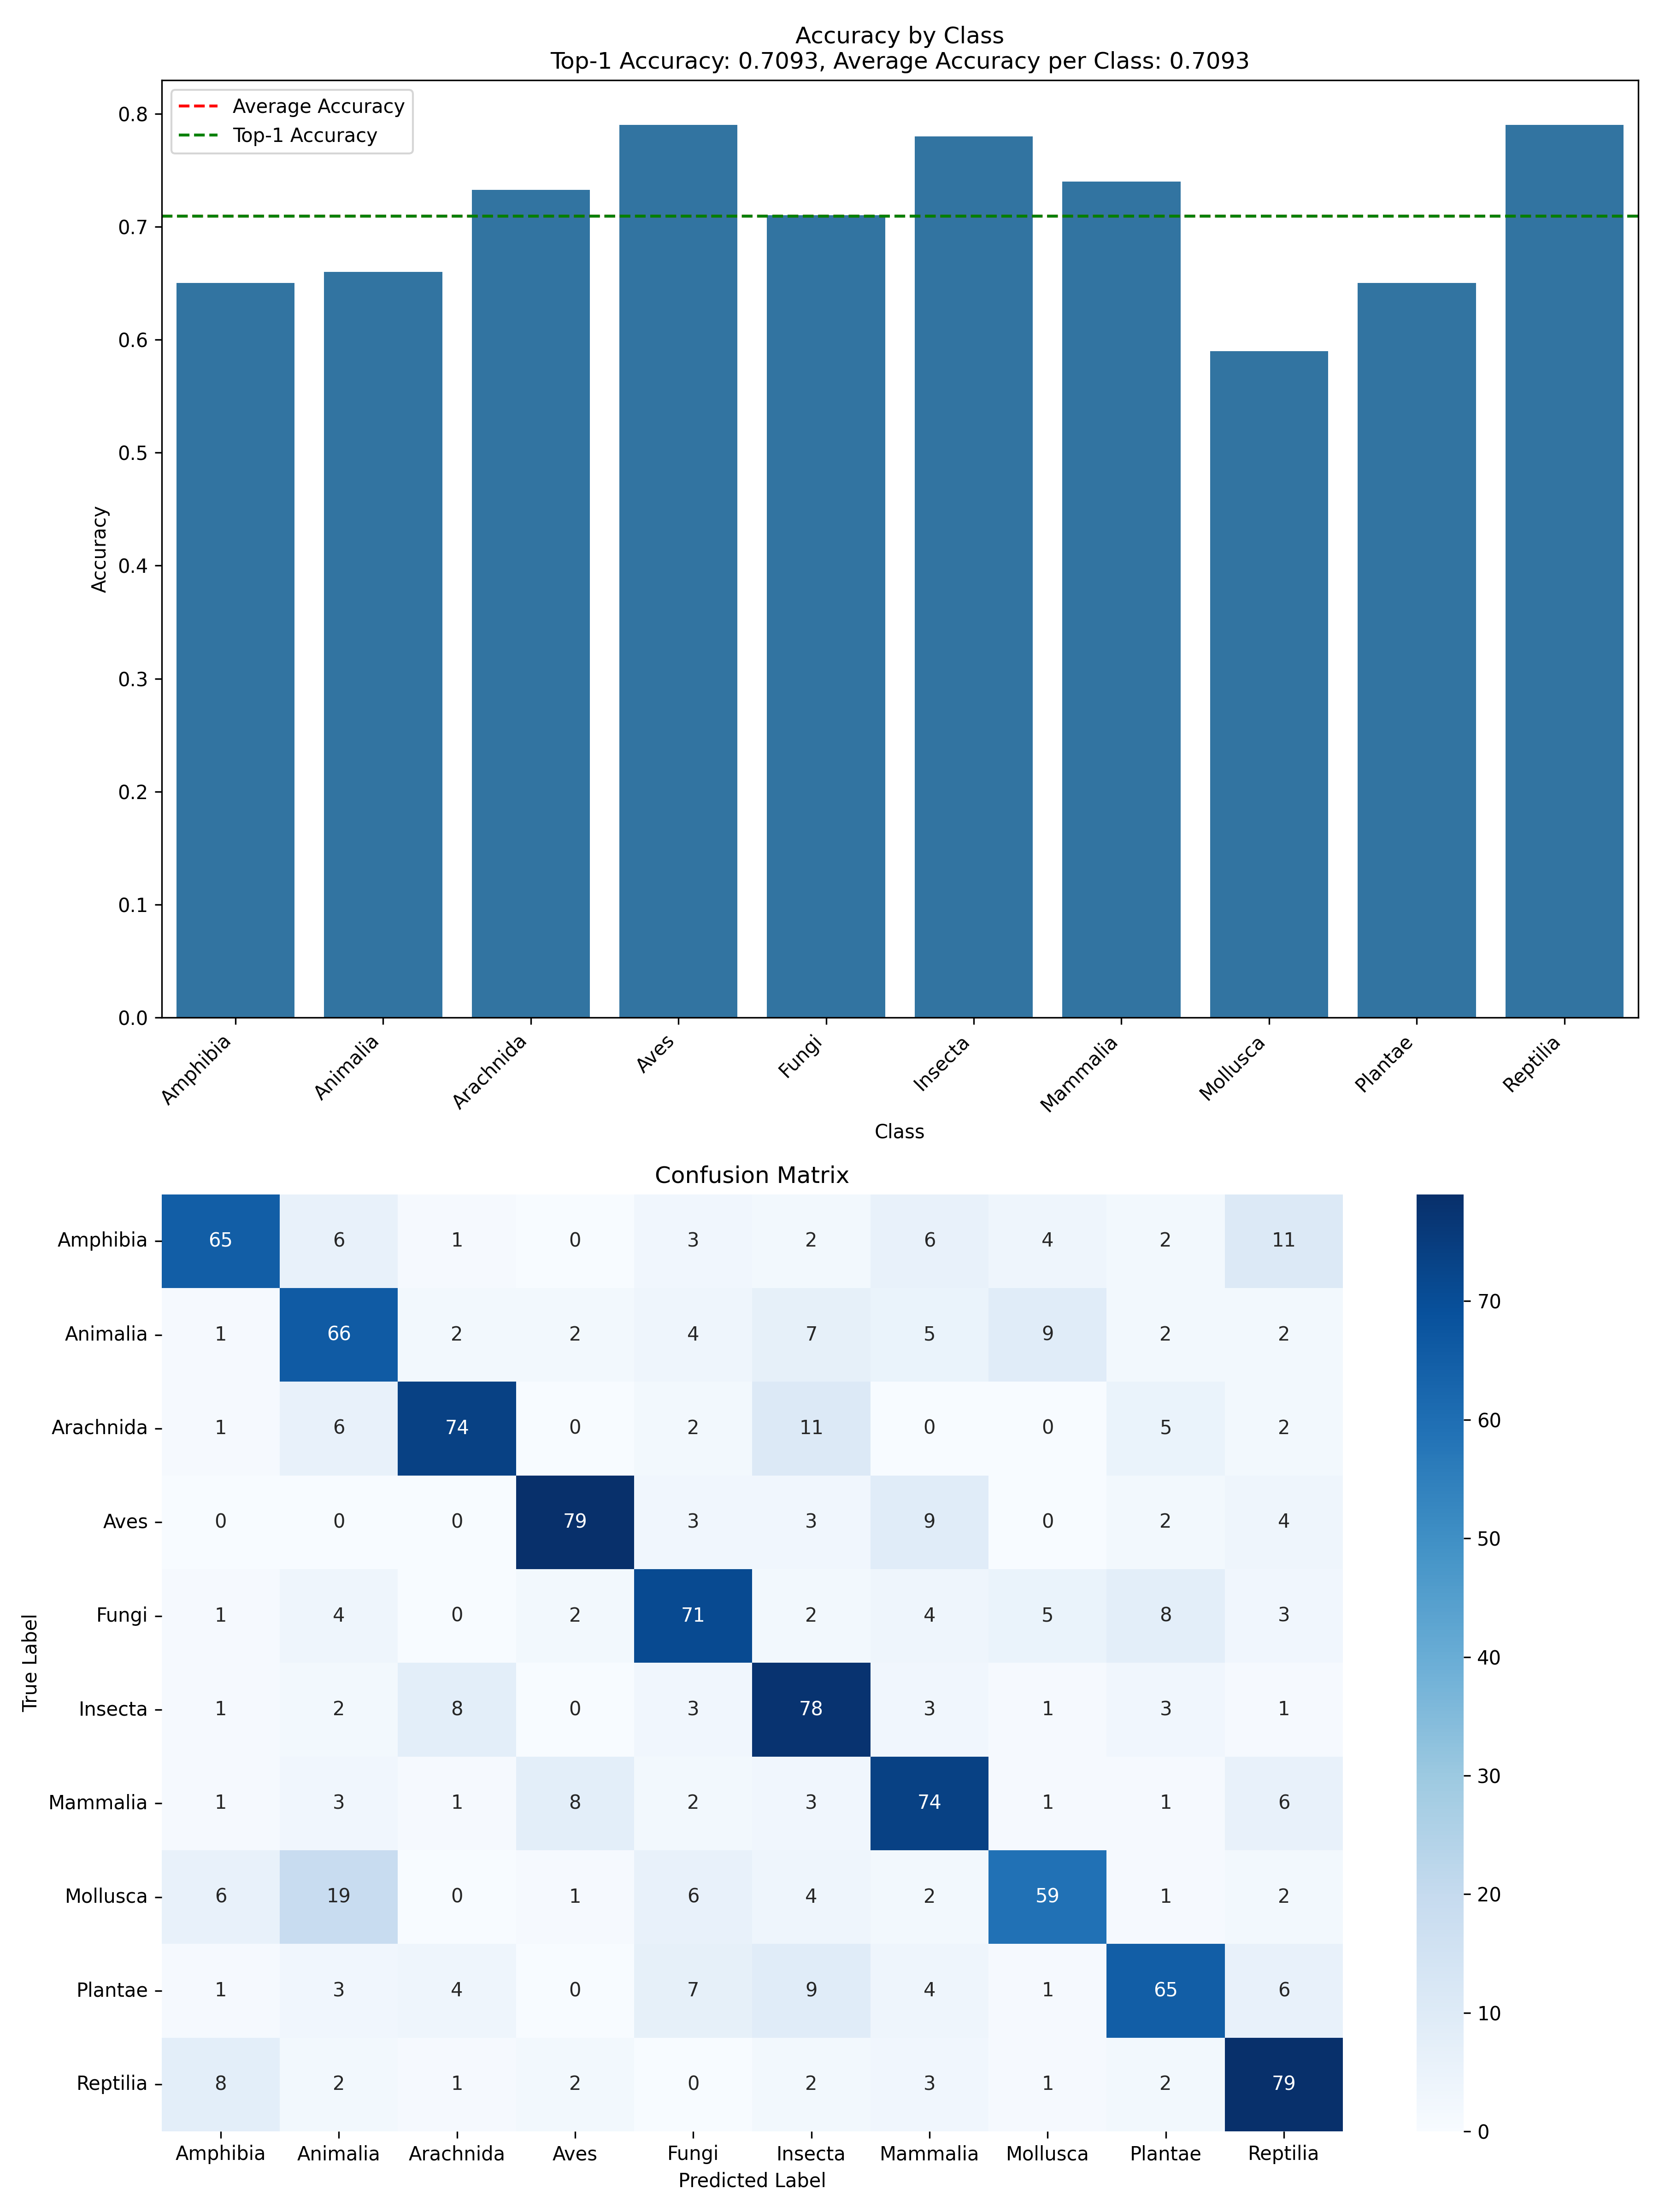 Accuracy by Class
Top-1 Accuracy: 0.7093, Average Accuracy per Class: 0.7093
Average Accuracy
Top-1 Accuracy
0.8
0.7
0.6
0.5
0.4
0.3
0.2
0.1
0.0
Accuracy
Amphibia
Animalia
Arachnida
Aves
Fungi
Insecta
Mammalia
Mollusca
Plantae
Reptilia
Class
Confusion Matrix
True Label
Amphibia 65 6 1 0 3 2 6 4 2 11
Animalia 1 66 2 2 4 7 5 9 2 2
Arachnida 1 6 74 0 2 11 0 0 5 2
Aves 0 0 0 79 3 3 9 0 2 4
Fungi 1 4 0 2 71 2 4 5 8 3
Insecta 1 2 8 0 3 78 3 1 3 1
Mammalia 1 3 1 8 2 3 74 1 1 6
Mollusca 6 19 0 1 6 4 2 59 1 2
Plantae 1 3 4 0 7 9 4 1 65 6
Reptilia 8 2 1 2 0 2 3 1 2 79
Amphibia Animalia Arachnida Aves Fungi Insecta Mammalia Mollusca Plantae Reptilia
Predicted Label
70
60
50
40
30
20
10
0